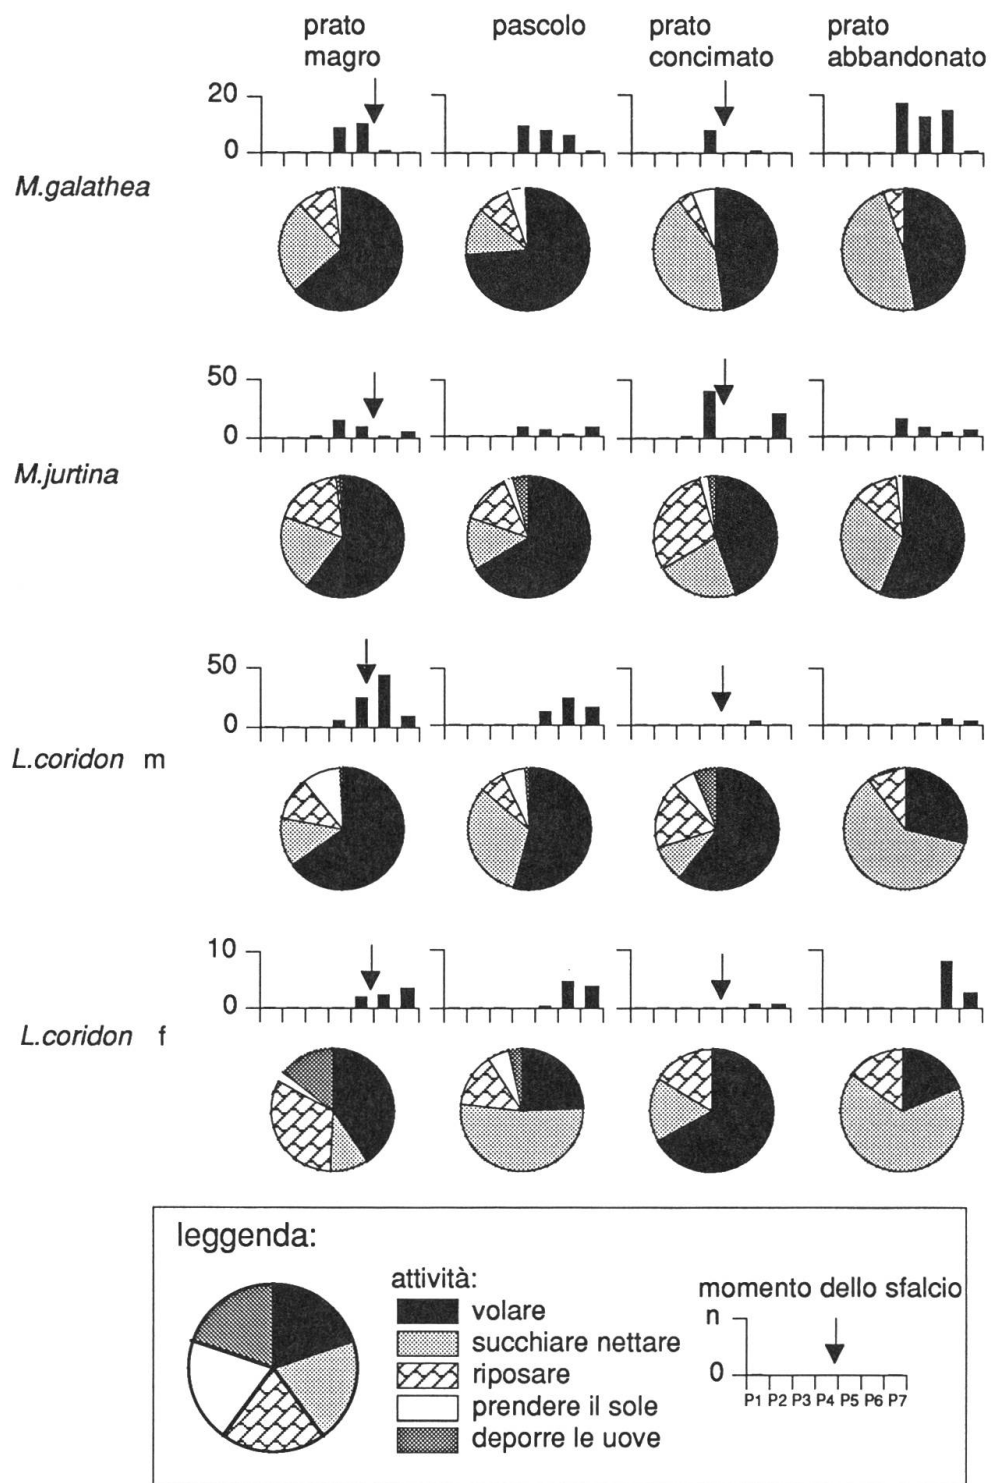 prato magro
pascolo
prato concimato
prato abbandonato
20
0
M.galathea
50
0
M.jurtina
50
0
L.coridon m
10
0
L.coridon f
leggenda:
attività:
volare
succhiare nettare
riposare
prendere il sole
deporre le uove
momento dello sfalcio
n
0
P1 P2 P3 P4 P5 P6 P7